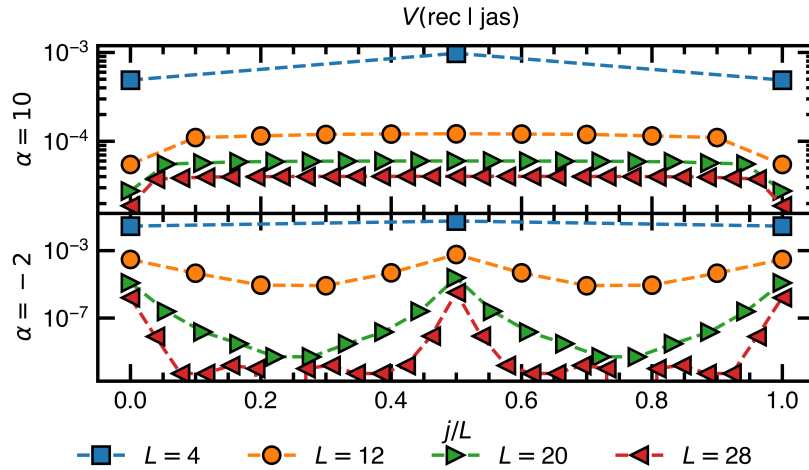 V(rec | jas)
10⁻³
10⁻⁴
α = 10
10⁻³
10⁻⁷
α = −2
0.0 0.2 0.4 0.6 0.8 1.0
j/L
L = 4 L = 12 L = 20 L = 28